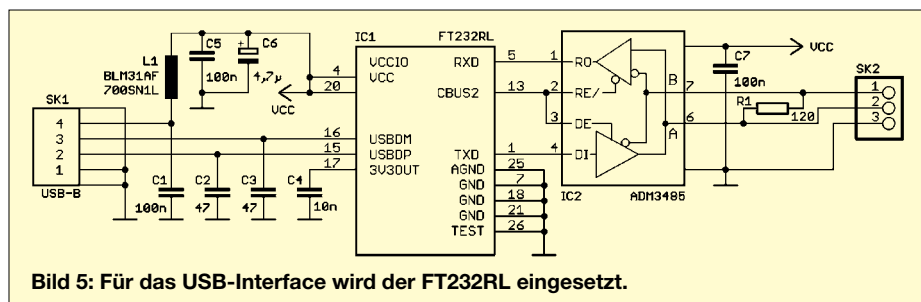 IC1
FT232RL
L1
BLM31AF
700SN1L
C5
100n
+
C6
4,7µ
VCC
4
20
VCCIO
VCC
RXD
5
CBUS2
13
1
RO
2
RE/
3
DE
4
DI
B
7
A
6
IC2
ADM3485
C7
100n
VCC
R1
120
SK2
1
2
3
SK1
4
3
2
1
USB-B
16
15
17
USBDM
USBDP
3V3OUT
TXD
1
AGND
25
GND
7
GND
18
GND
21
TEST
26
C1
100n
C2
47
C3
47
C4
10n
Bild 5: Für das USB-Interface wird der FT232RL eingesetzt.